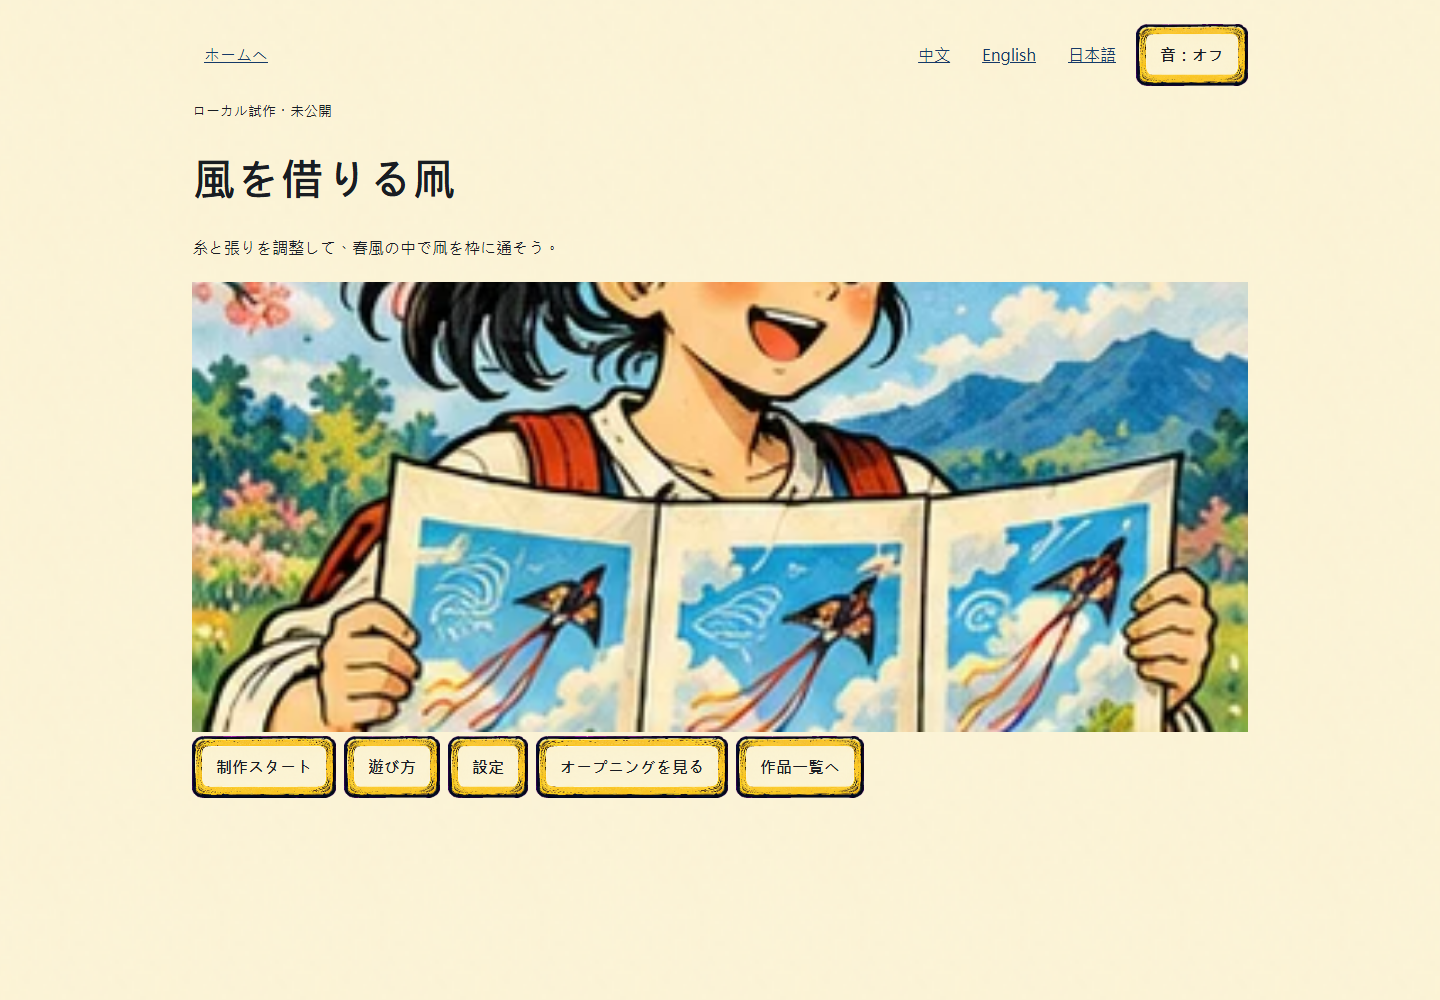 ホームへ
中文 English 日本語 音：オフ
ローカル試作・未公開
風を借りる凧
糸と張りを調整して、春風の中で凧を枠に通そう。
制作スタート 遊び方 設定 オープニングを見る 作品一覧へ